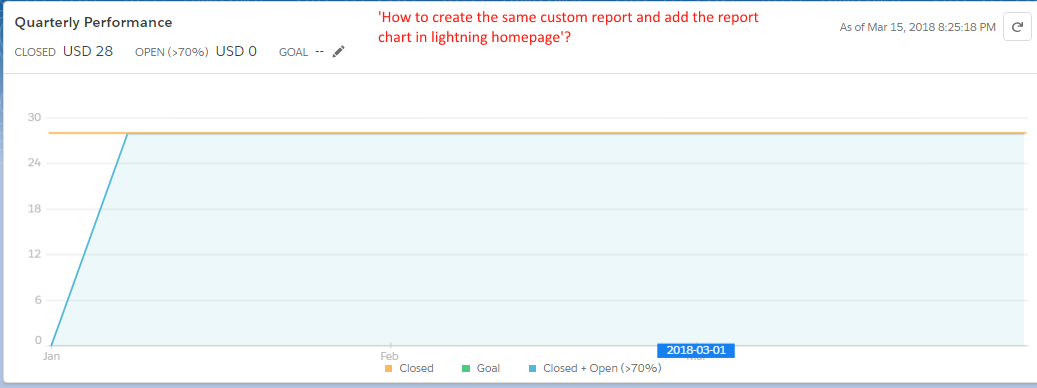 Quarterly Performance
'How to create the same custom report and add the report
chart in lightning homepage'?
As of Mar 15, 2018 8:25:18 PM
CLOSED USD 28 OPEN (>70%) USD 0 GOAL --
30
24
18
12
6
0
Jan Feb 2018-03-01
Closed Goal Closed + Open (>70%)